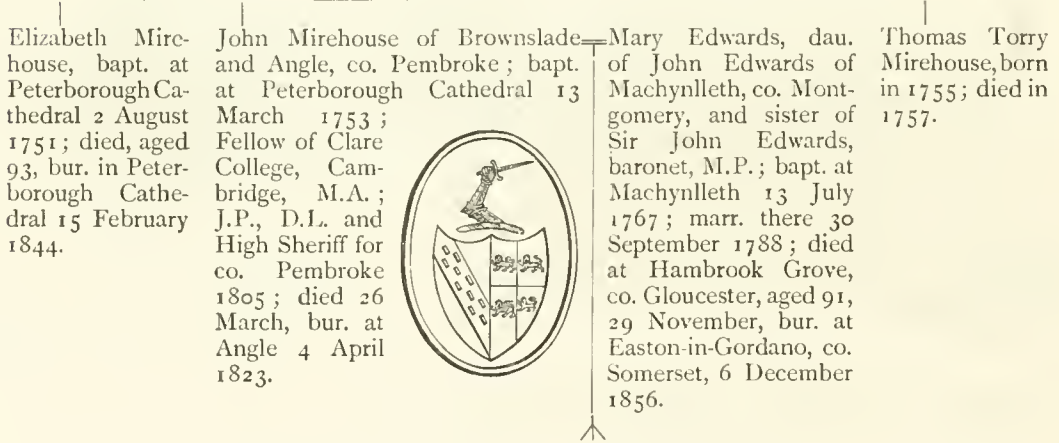 Elizabeth Mire-
house, bapt. at
Peterborough Ca-
thedral 2 August
1751; died, aged
93, bur. in Peter-
borough Cathe-
dral 15 February
1844.
John Mirehouse of Brownslade
and Angle, co. Pembroke; bapt.
at Peterborough Cathedral 13
March 1753;
Fellow of Clare
College, Cam-
bridge, M.A.;
J.P., D.L. and
High Sheriff for
co. Pembroke
1805; died 26
March, bur. at
Angle 4 April
1823.
Mary Edwards, dau.
of John Edwards of
Machynlleth, co. Mont-
gomery, and sister of
Sir John Edwards,
baronet, M.P.; bapt. at
Machynlleth 13 July
1767; marr. there 30
September 1788; died
at Hambrook Grove,
co. Gloucester, aged 91,
29 November, bur. at
Easton-in-Gordano, co.
Somerset, 6 December
1856.
Thomas Torry
Mirehouse, born
in 1755; died in
1757.